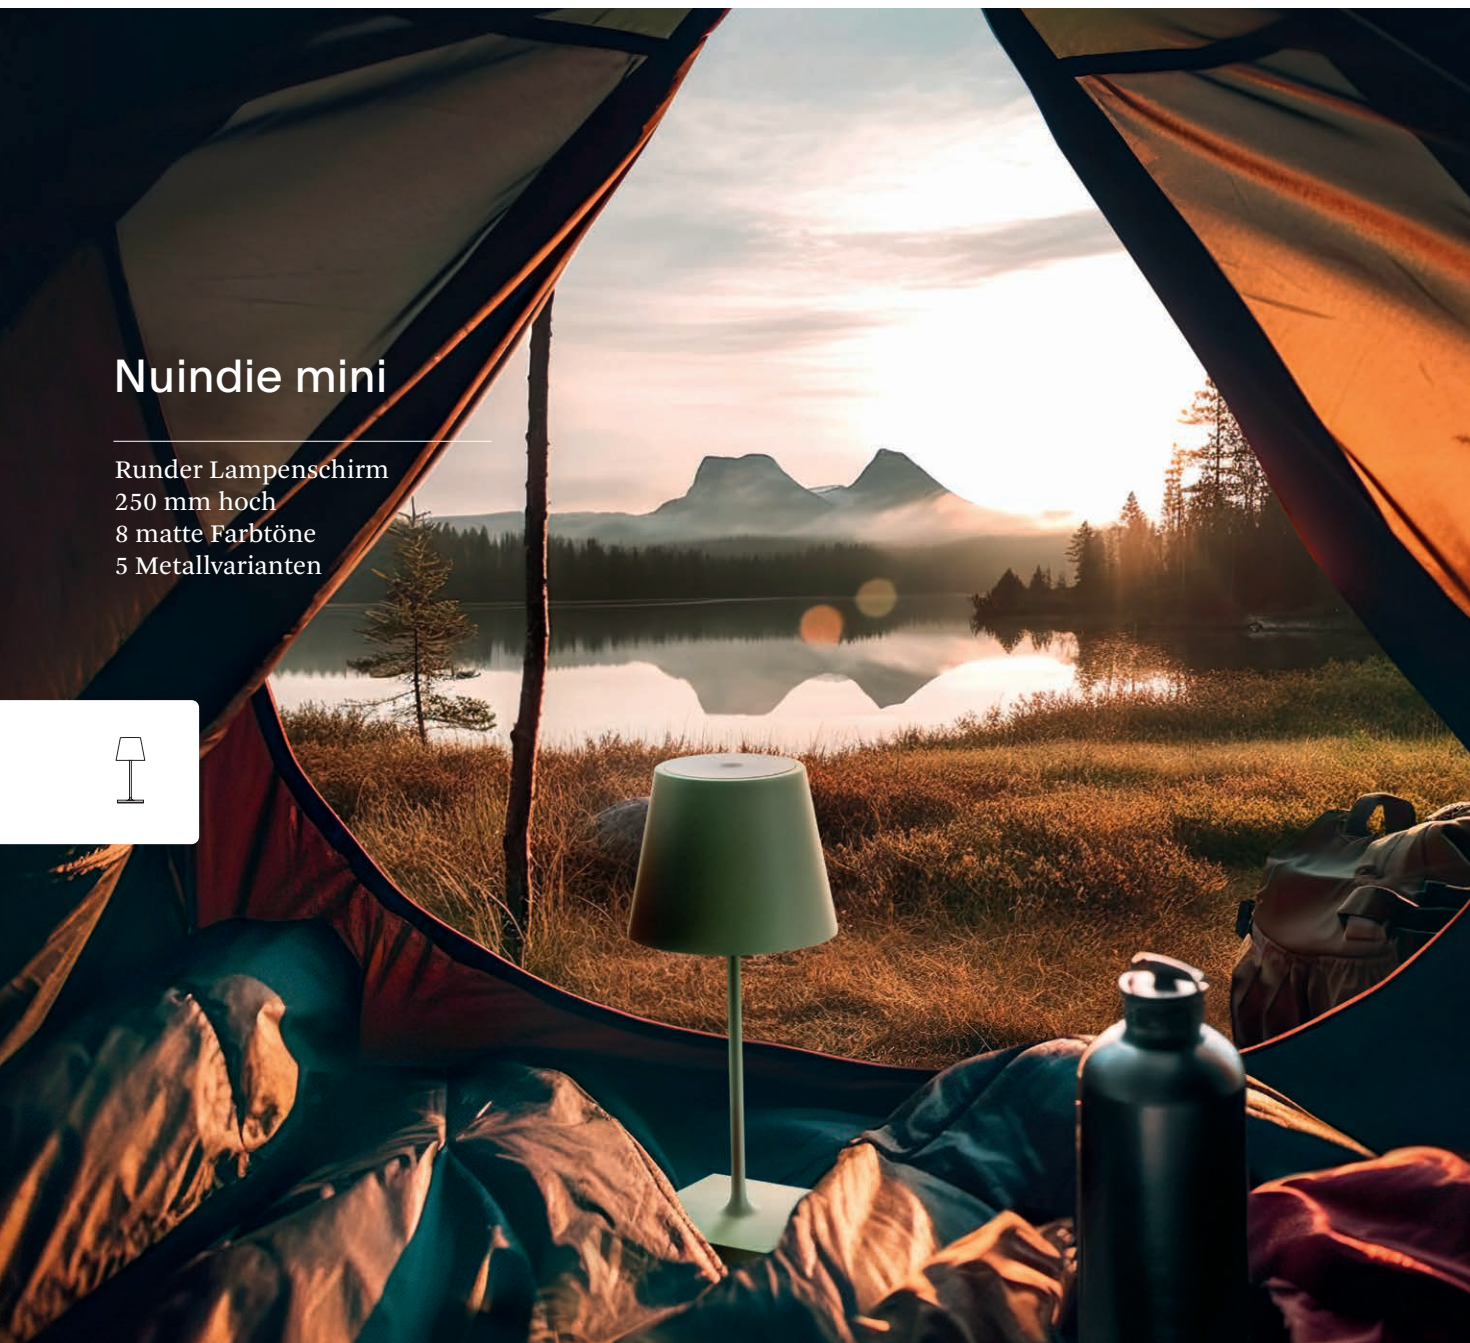 Nuindie mini
Runder Lampenschirm
250 mm hoch
8 matte Farbtöne
5 Metallvarianten